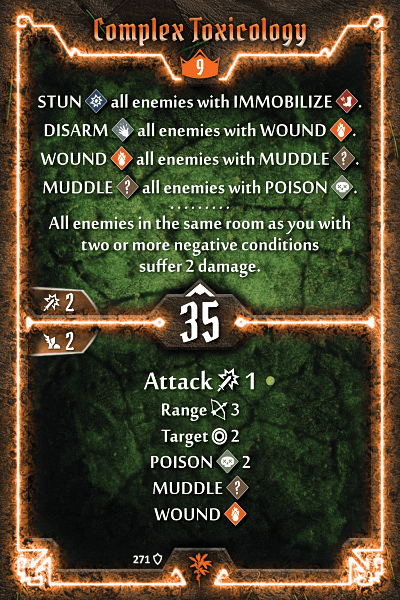 Complex Toxicology
9
STUN all enemies with IMMOBILIZE.
DISARM all enemies with WOUND.
WOUND all enemies with MUDDLE ?.
MUDDLE ? all enemies with POISON.
All enemies in the same room as you with
two or more negative conditions
suffer 2 damage.
2
35
2
Attack 1
Range 3
Target 2
POISON 2
MUDDLE ?
WOUND
271